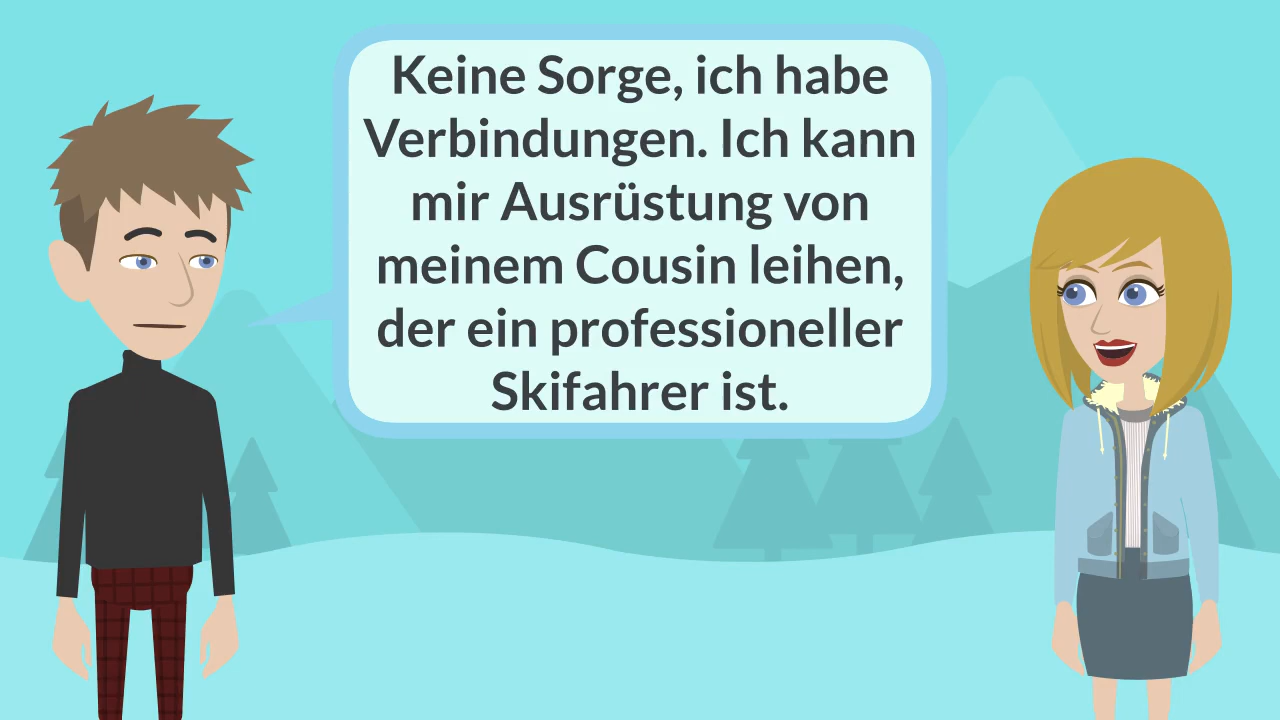 Keine Sorge, ich habe
Verbindungen. Ich kann
mir Ausrüstung von
meinem Cousin leihen,
der ein professioneller
Skifahrer ist.